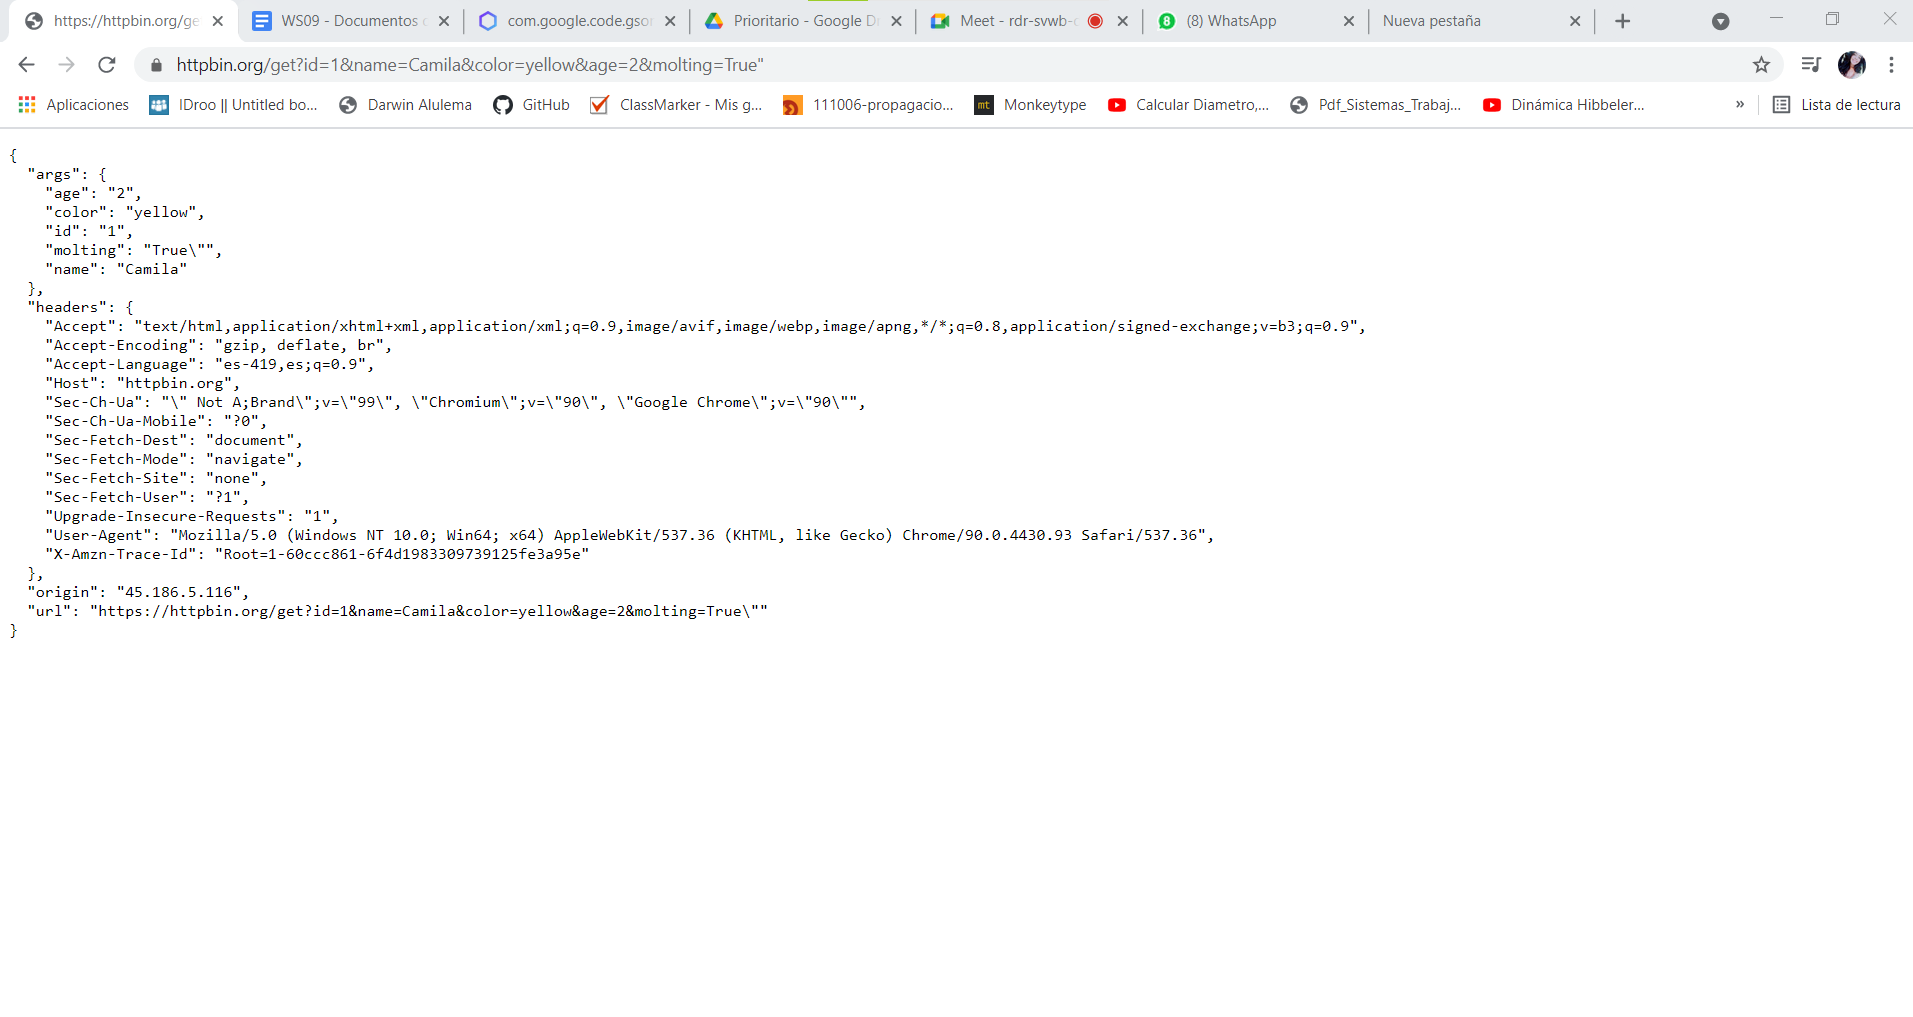 https://httpbin.org/ge
WS09 - Documentos
com.google.code.gson
Prioritario - Google Dr
Meet - rdr-svwb-
(8) WhatsApp
Nueva pestaña
httpbin.org/get?id=1&name=Camila&color=yellow&age=2&molting=True"
Aplicaciones
IDroo || Untitled bo...
Darwin Alulema
GitHub
ClassMarker - Mis g...
111006-propagacio...
mt
Monkeytype
Calcular Diametro,...
Pdf_Sistemas_Trabaj...
Dinámica Hibbeler...
»
Lista de lectura
{
  "args": {
    "age": "2",
    "color": "yellow",
    "id": "1",
    "molting": "True\"",
    "name": "Camila"
  },
  "headers": {
    "Accept": "text/html,application/xhtml+xml,application/xml;q=0.9,image/avif,image/webp,image/apng,*/*;q=0.8,application/signed-exchange;v=b3;q=0.9",
    "Accept-Encoding": "gzip, deflate, br",
    "Accept-Language": "es-419,es;q=0.9",
    "Host": "httpbin.org",
    "Sec-Ch-Ua": "\" Not A;Brand\";v=\"99\", \"Chromium\";v=\"90\", \"Google Chrome\";v=\"90\"",
    "Sec-Ch-Ua-Mobile": "?0",
    "Sec-Fetch-Dest": "document",
    "Sec-Fetch-Mode": "navigate",
    "Sec-Fetch-Site": "none",
    "Sec-Fetch-User": "?1",
    "Upgrade-Insecure-Requests": "1",
    "User-Agent": "Mozilla/5.0 (Windows NT 10.0; Win64; x64) AppleWebKit/537.36 (KHTML, like Gecko) Chrome/90.0.4430.93 Safari/537.36",
    "X-Amzn-Trace-Id": "Root=1-60ccc861-6f4d1983309739125fe3a95e"
  },
  "origin": "45.186.5.116",
  "url": "https://httpbin.org/get?id=1&name=Camila&color=yellow&age=2&molting=True\""
}